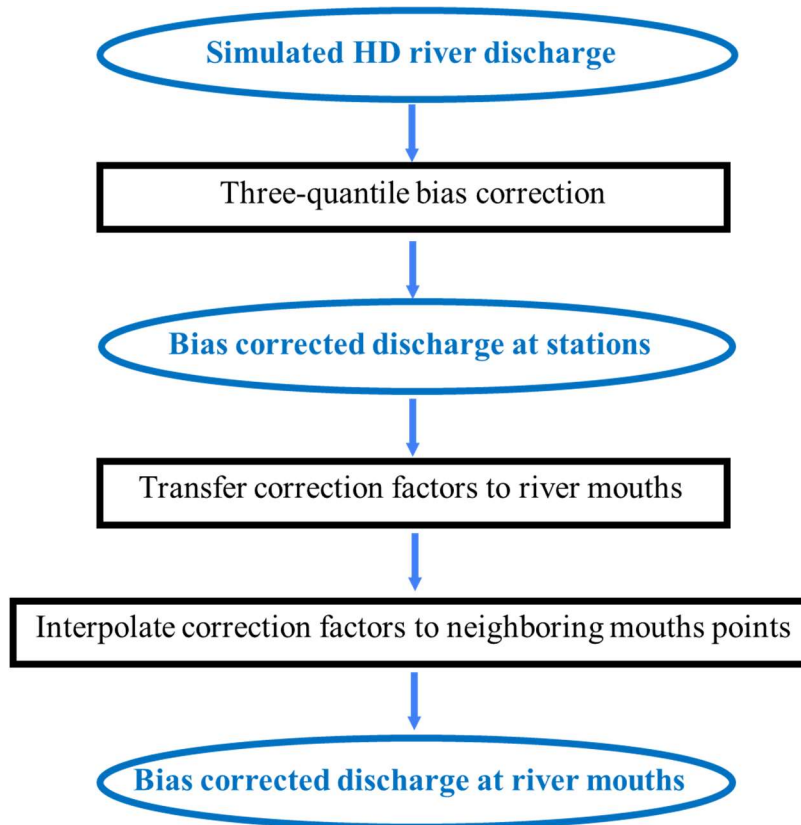 Simulated HD river discharge
Three-quantile bias correction
Bias corrected discharge at stations
Transfer correction factors to river mouths
Interpolate correction factors to neighboring mouths points
Bias corrected discharge at river mouths